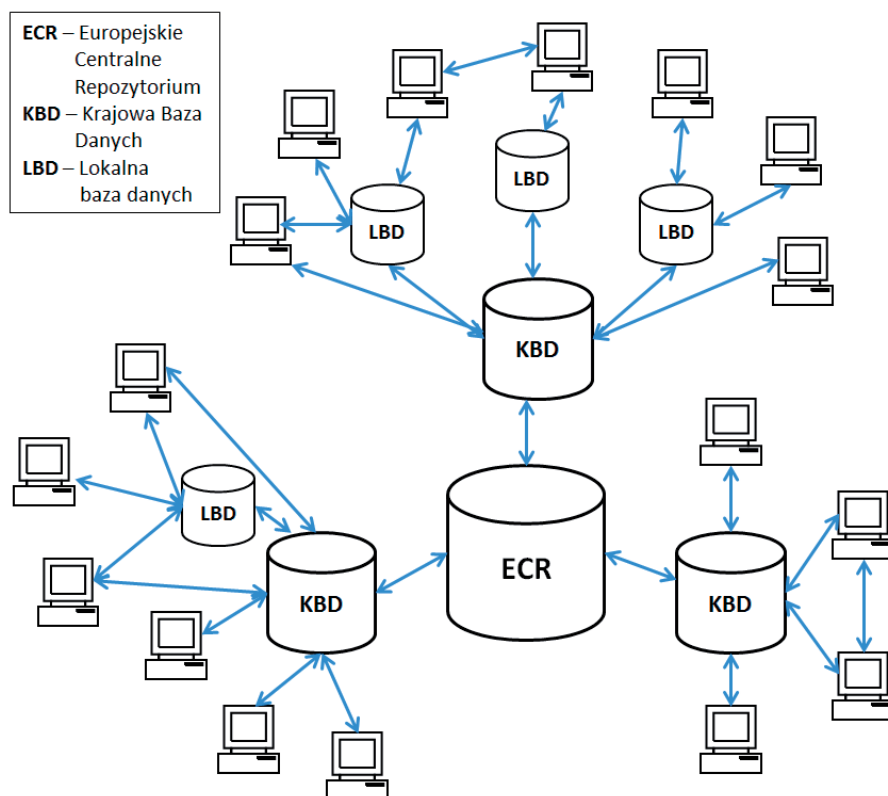 ECR – Europejskie
Centralne
Repozytorium
KBD – Krajowa Baza
Danych
LBD – Lokalna
baza danych
LBD
LBD
LBD
KBD
LBD
ECR
KBD
KBD